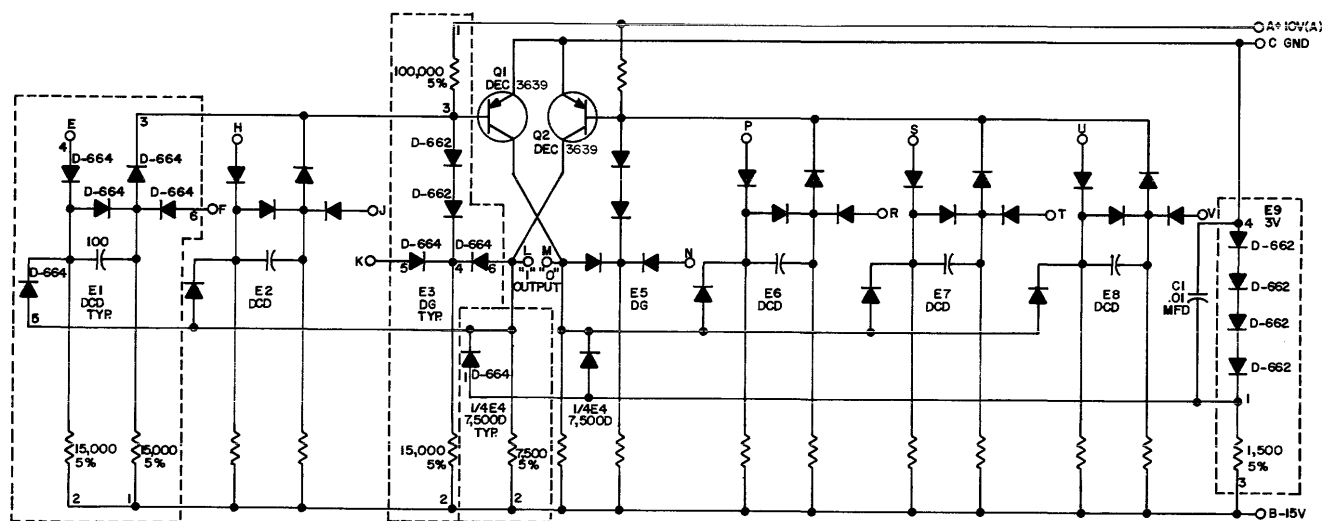 A+10V(A)
C GND
1
Q1
DEC 3639
100,000
5%
3
3
E
4
D-664
D-664
D-664
D-664
6
F
H
J
Q2
DEC 3639
P
S
U
D-662
D-662
R
T
V
E9
3V
4
100
D-664
E1
DCD
TYP.
5
E2
DCD
K
D-664
5
4
D-664
6
L
M
"1"
"0"
OUTPUT
N
E3
DG
TYP.
E5
DG
E6
DCD
E7
DCD
E8
DCD
C1
.01
MFD
D-662
D-662
D-662
D-662
1
D-664
1/4E4
7,500D
TYP.
1/4E4
7,500D
1
15,000
5%
15,000
5%
15,000
5%
7,500
5%
1,500
5%
3
2
1
2
2
B-15V